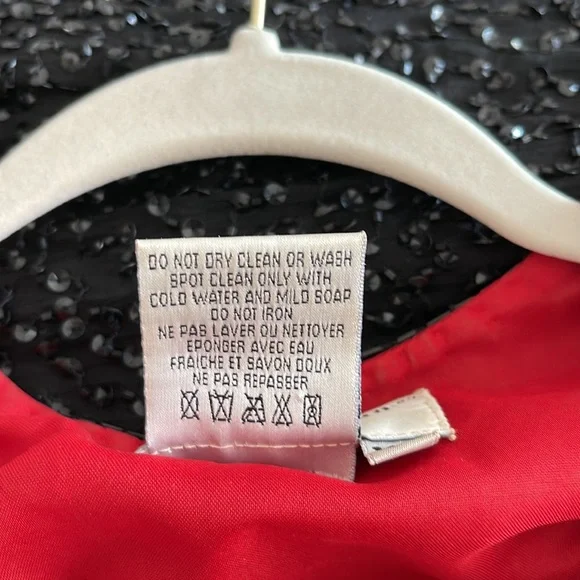 DO NOT DRY CLEAN OR WASH
SPOT CLEAN ONLY WITH
COLD WATER AND MILD SOAP
DO NOT IRON
NE PAS LAVER OU NETTOYER
EPONGER AVEC EAU
FRAICHE ET SAVON DOUX
NE PAS REPASSER